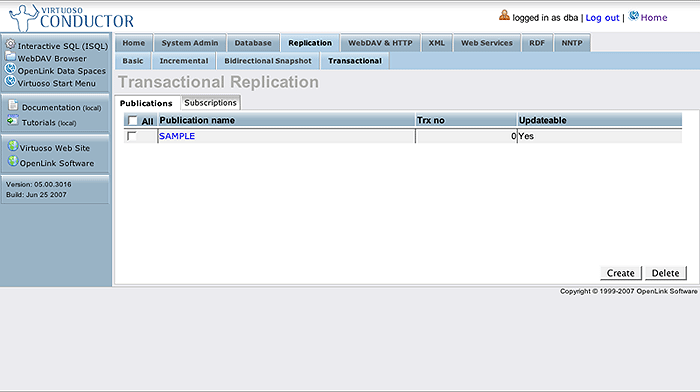 VIRTUOSO
CONDUCTOR
logged in as dba | Log out | Home
Interactive SQL (ISQL)
WebDAV Browser
OpenLink Data Spaces
Virtuoso Start Menu
Documentation (local)
Tutorials (local)
Virtuoso Web Site
OpenLink Software
Version: 05.00.3016
Build: Jun 25 2007
Home System Admin Database Replication WebDAV & HTTP XML Web Services RDF NNTP
Basic Incremental Bidirectional Snapshot Transactional
Transactional Replication
Publications Subscriptions
All Publication name Trx no Updateable
SAMPLE 0 Yes
Create Delete
Copyright © 1999-2007 OpenLink Software